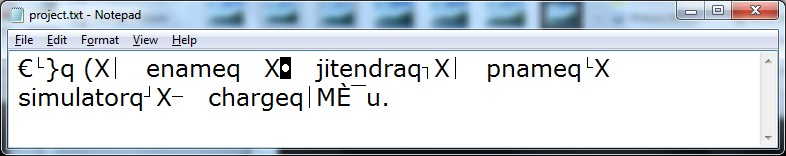 project.txt - Notepad
File Edit Format View Help
€└}q (X│ enameq X◘ jitendraq┐X│ pnameq└X
simulatorq┘X─ chargeq│MÈ¯u.